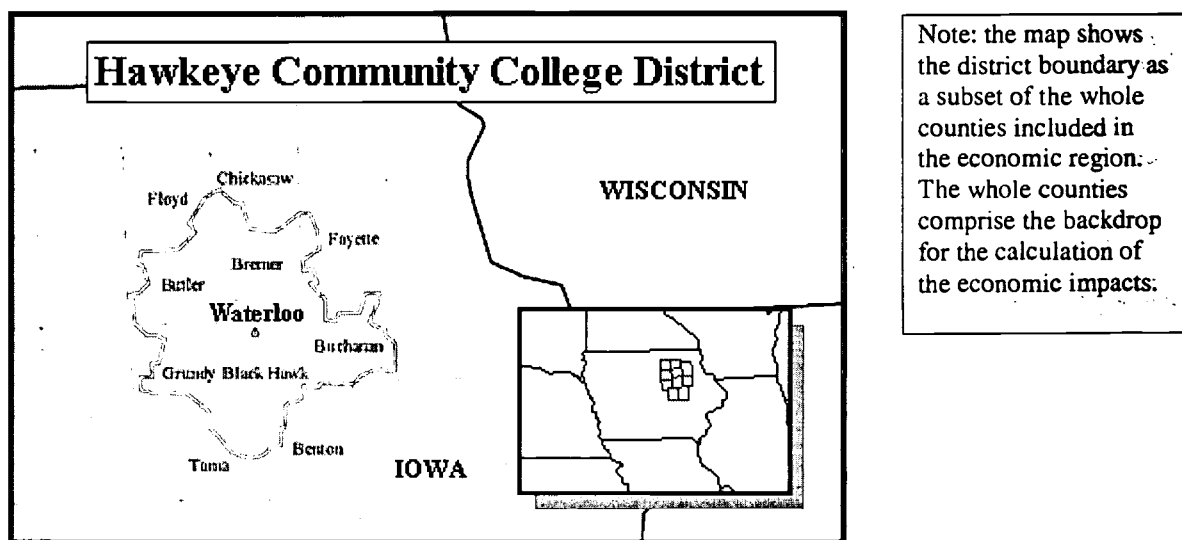 Hawkeye Community College District
Note: the map shows
the district boundary as
a subset of the whole
counties included in
the economic region.
The whole counties
comprise the backdrop
for the calculation of
the economic impacts.
Chickasaw
Floyd
WISCONSIN
Fayette
Bremer
Butler
Waterloo
Buchanan
Grundy Black Hawk
Benton
Tama
IOWA